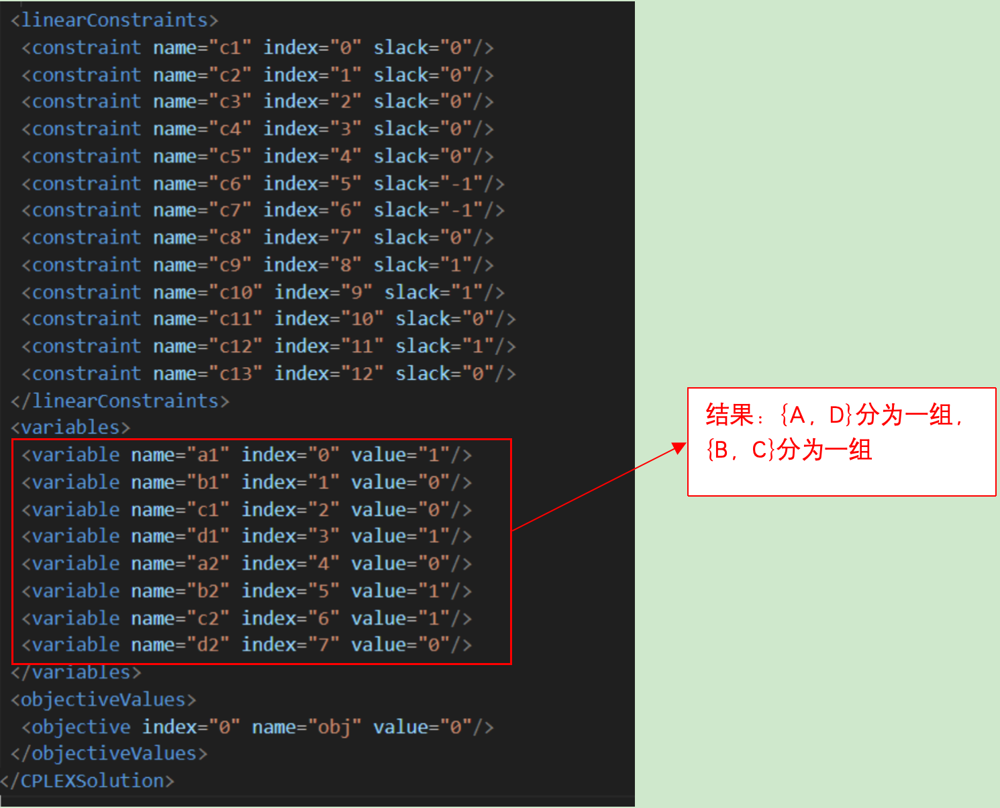 <linearConstraints>
<constraint name="c1" index="0" slack="0"/>
<constraint name="c2" index="1" slack="0"/>
<constraint name="c3" index="2" slack="0"/>
<constraint name="c4" index="3" slack="0"/>
<constraint name="c5" index="4" slack="0"/>
<constraint name="c6" index="5" slack="-1"/>
<constraint name="c7" index="6" slack="-1"/>
<constraint name="c8" index="7" slack="0"/>
<constraint name="c9" index="8" slack="1"/>
<constraint name="c10" index="9" slack="1"/>
<constraint name="c11" index="10" slack="0"/>
<constraint name="c12" index="11" slack="1"/>
<constraint name="c13" index="12" slack="0"/>
</linearConstraints>
<variables>
<variable name="a1" index="0" value="1"/>
<variable name="b1" index="1" value="0"/>
<variable name="c1" index="2" value="0"/>
<variable name="d1" index="3" value="1"/>
<variable name="a2" index="4" value="0"/>
<variable name="b2" index="5" value="1"/>
<variable name="c2" index="6" value="1"/>
<variable name="d2" index="7" value="0"/>
</variables>
<objectiveValues>
<objective index="0" name="obj" value="0"/>
</objectiveValues>
</CPLEXSolution>
结果：{A，D}分为一组，
{B，C}分为一组